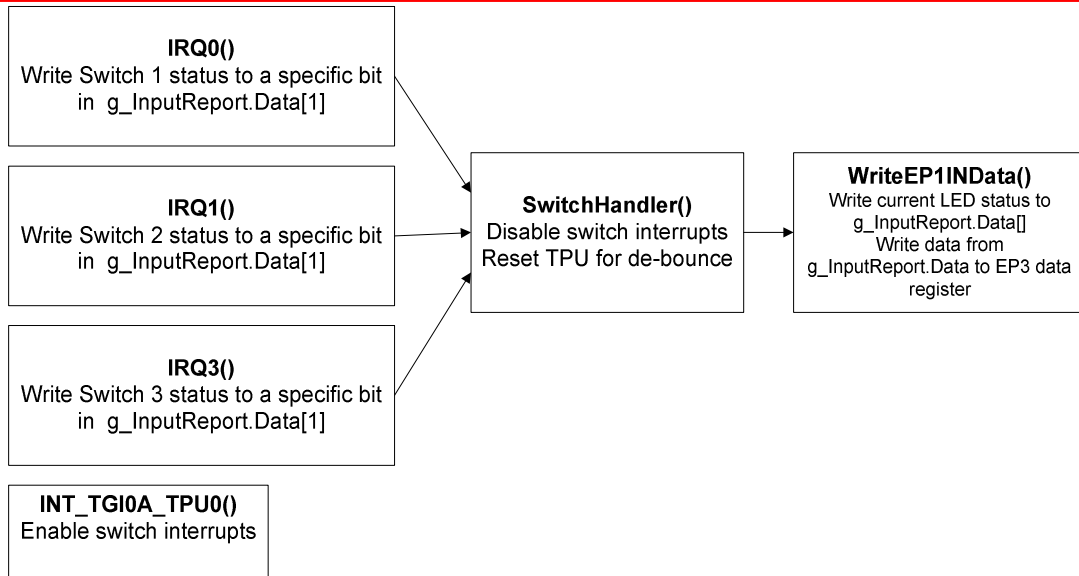 IRQ0()
Write Switch 1 status to a specific bit
in g_InputReport.Data[1]
IRQ1()
Write Switch 2 status to a specific bit
in g_InputReport.Data[1]
IRQ3()
Write Switch 3 status to a specific bit
in g_InputReport.Data[1]
INT_TGI0A_TPU0()
Enable switch interrupts
SwitchHandler()
Disable switch interrupts
Reset TPU for de-bounce
WriteEP1INData()
Write current LED status to
g_InputReport.Data[]
Write data from
g_InputReport.Data to EP3 data
register